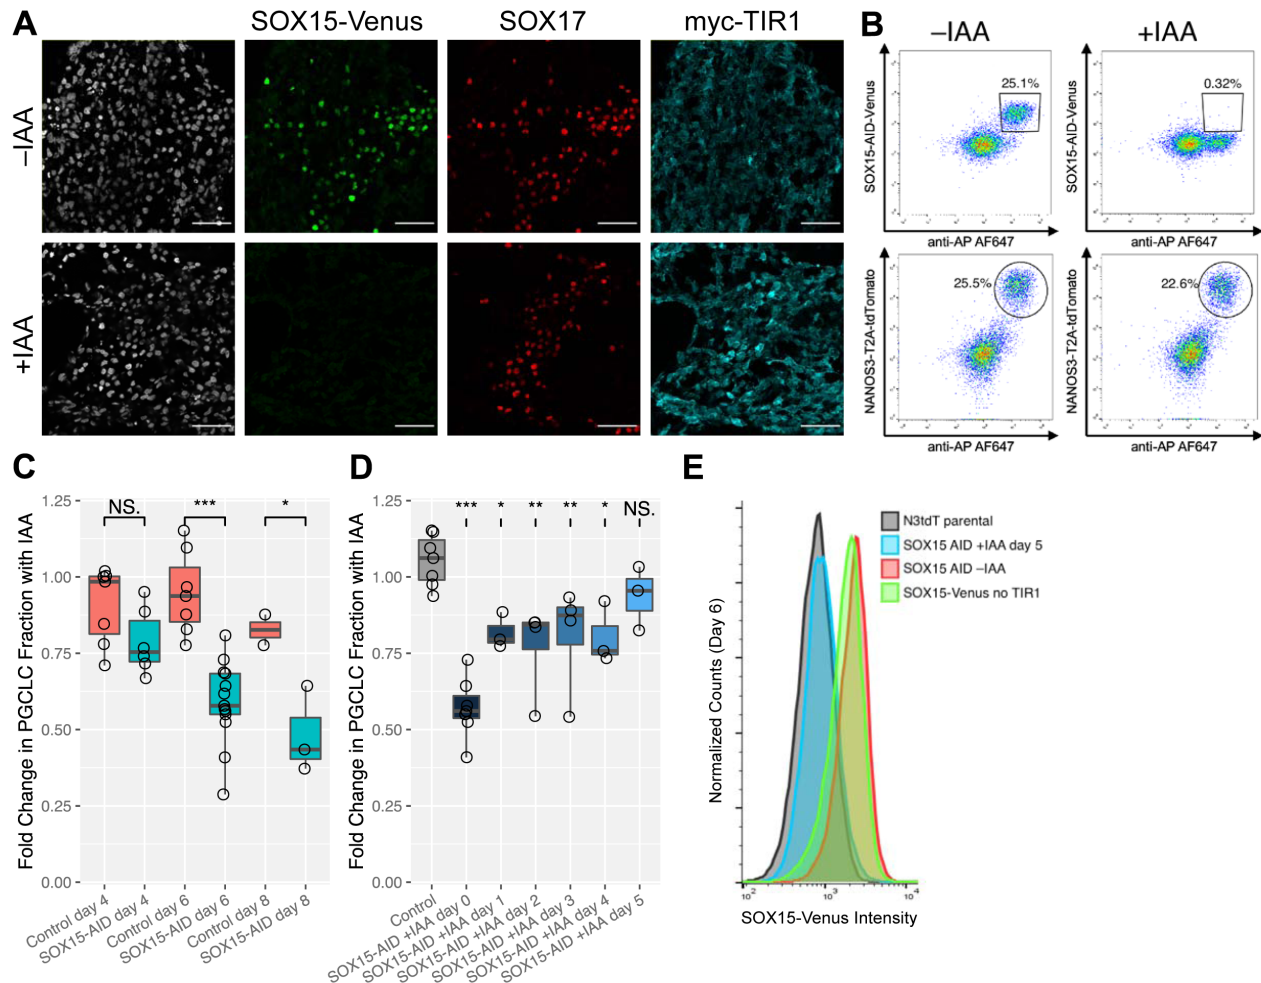 A
SOX15-Venus
SOX17
myc-TIR1
–IAA
+IAA
B
–IAA
+IAA
25.1%
0.32%
SOX15-AID-Venus
SOX15-AID-Venus
anti-AP AF647
anti-AP AF647
25.5%
22.6%
NANOS3-T2A-tdTomato
NANOS3-T2A-tdTomato
anti-AP AF647
anti-AP AF647
C
Fold Change in PGCLC Fraction with IAA
1.25
1.00
0.75
0.50
0.25
0.00
NS.
***
*
Control day 4
SOX15-AID day 4
Control day 6
SOX15-AID day 6
Control day 8
SOX15-AID day 8
D
Fold Change in PGCLC Fraction with IAA
1.25
1.00
0.75
0.50
0.25
0.00
***
*
**
**
*
NS.
Control
SOX15-AID +IAA day 0
SOX15-AID +IAA day 1
SOX15-AID +IAA day 2
SOX15-AID +IAA day 3
SOX15-AID +IAA day 4
SOX15-AID +IAA day 5
E
Normalized Counts (Day 6)
N3tdT parental
SOX15 AID +IAA day 5
SOX15 AID –IAA
SOX15-Venus no TIR1
10²
10³
10⁴
SOX15-Venus Intensity